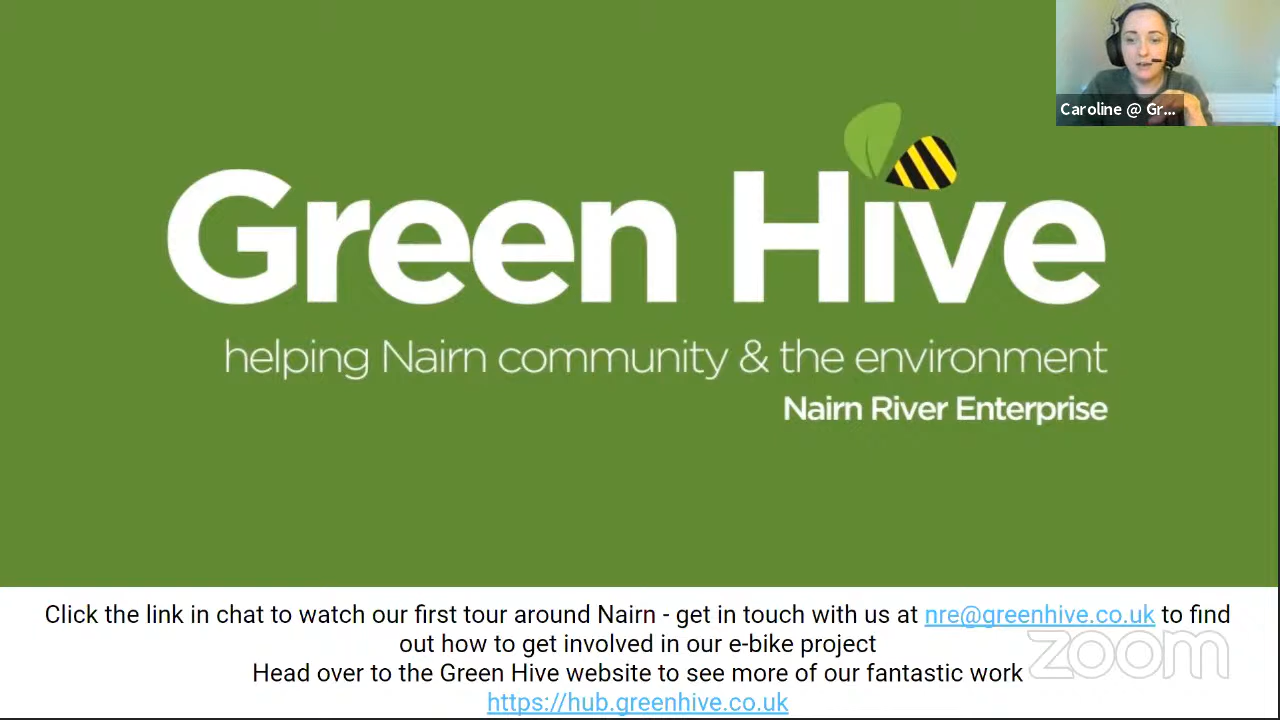 Caroline @ Gr...
Green Hive
helping Nairn community & the environment
Nairn River Enterprise
Click the link in chat to watch our first tour around Nairn - get in touch with us at nre@greenhive.co.uk to find
out how to get involved in our e-bike project
Head over to the Green Hive website to see more of our fantastic work
https://hub.greenhive.co.uk
zoom